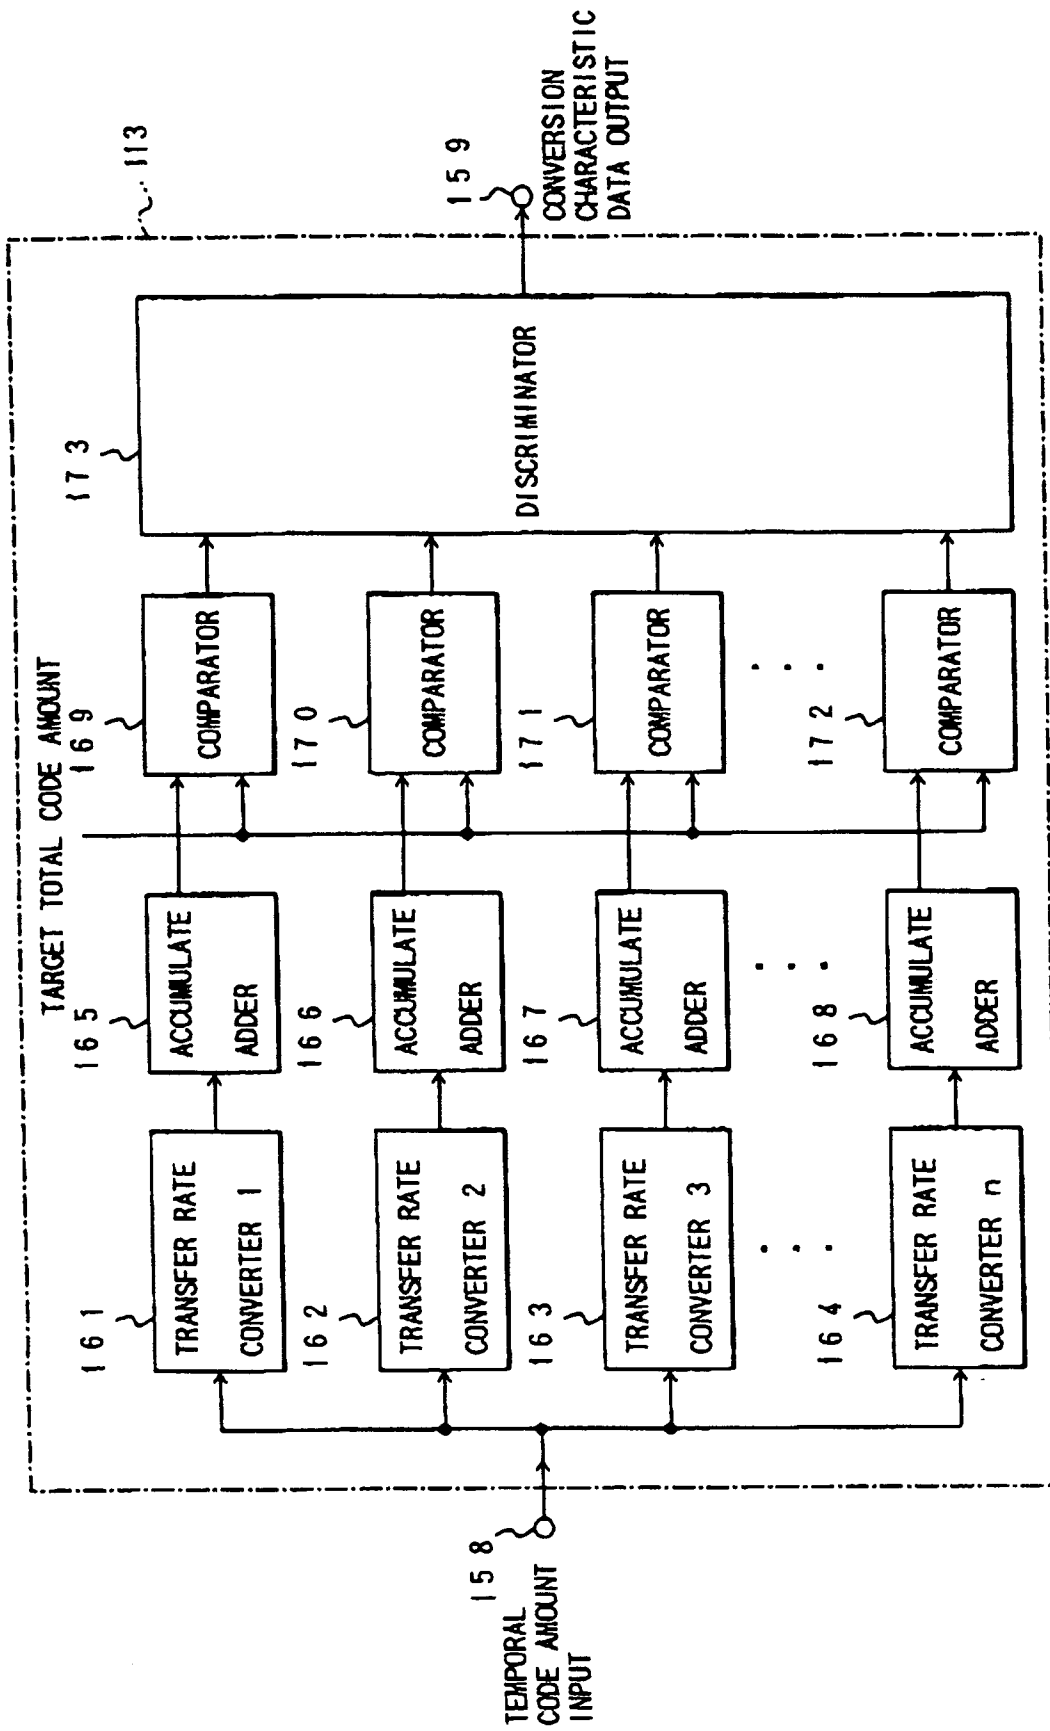 TARGET TOTAL CODE AMOUNT
113
161
TRANSFER RATE
CONVERTER 1
165
ACCUMULATE
ADDER
169
COMPARATOR
173
DISCRIMINATOR
162
TRANSFER RATE
CONVERTER 2
166
ACCUMULATE
ADDER
170
COMPARATOR
158
TEMPORAL
CODE AMOUNT
INPUT
159
CONVERSION
CHARACTERISTIC
DATA OUTPUT
163
TRANSFER RATE
CONVERTER 3
167
ACCUMULATE
ADDER
171
COMPARATOR
164
TRANSFER RATE
CONVERTER n
168
ACCUMULATE
ADDER
172
COMPARATOR